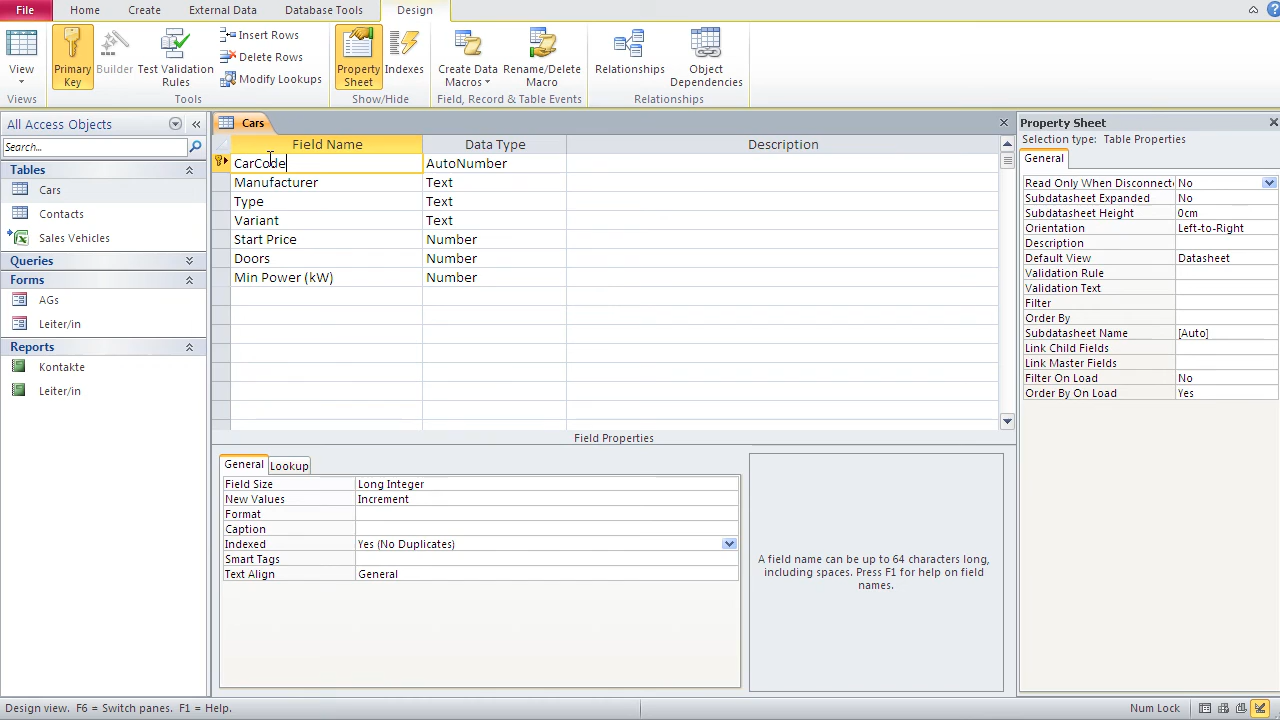 File Home Create External Data Database Tools Design
View
Primary Key
Builder
Test Validation Rules
Insert Rows
Delete Rows
Modify Lookups
Property Sheet
Indexes
Create Data Macros
Rename/Delete Macro
Relationships
Object Dependencies
Views Tools Show/Hide Field, Record & Table Events Relationships
All Access Objects
Search...
Tables
Cars
Contacts
Sales Vehicles
Queries
Forms
AGs
Leiter/in
Reports
Kontakte
Leiter/in
Cars
Field Name Data Type Description
CarCode AutoNumber
Manufacturer Text
Type Text
Variant Text
Start Price Number
Doors Number
Min Power (kW) Number
Field Properties
General Lookup
Field Size Long Integer
New Values Increment
Format
Caption
Indexed Yes (No Duplicates)
Smart Tags
Text Align General
A field name can be up to 64 characters long,
including spaces. Press F1 for help on field
names.
Property Sheet
Selection type: Table Properties
General
Read Only When Disconnect No
Subdatasheet Expanded No
Subdatasheet Height 0cm
Orientation Left-to-Right
Description
Default View Datasheet
Validation Rule
Validation Text
Filter
Order By
Subdatasheet Name [Auto]
Link Child Fields
Link Master Fields
Filter On Load No
Order By On Load Yes
Design view. F6 = Switch panes. F1 = Help. Num Lock